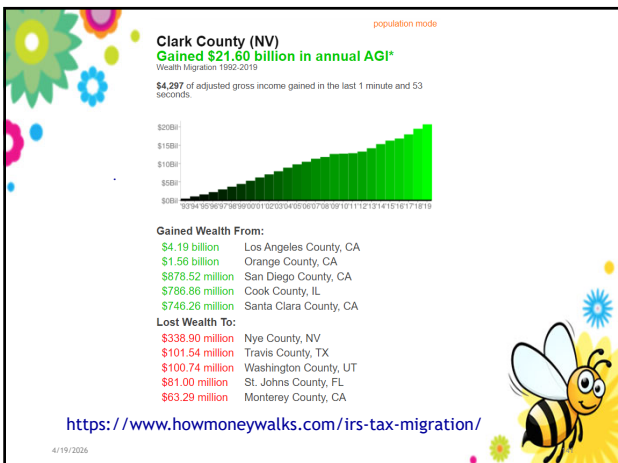 population mode
Clark County (NV)
Gained $21.60 billion in annual AGI*
Wealth Migration 1992-2019
$4,297 of adjusted gross income gained in the last 1 minute and 53
seconds.
$20Bil
$15Bil
$10Bil
$5Bil
$0Bil
'93'94'95'96'97'98'99'00'01'02'03'04'05'06'07'08'09'10'11'12'13'14'15'16'17'18'19
Gained Wealth From:
$4.19 billion Los Angeles County, CA
$1.56 billion Orange County, CA
$878.52 million San Diego County, CA
$786.86 million Cook County, IL
$746.26 million Santa Clara County, CA
Lost Wealth To:
$338.90 million Nye County, NV
$101.54 million Travis County, TX
$100.74 million Washington County, UT
$81.00 million St. Johns County, FL
$63.29 million Monterey County, CA
https://www.howmoneywalks.com/irs-tax-migration/
4/19/2026